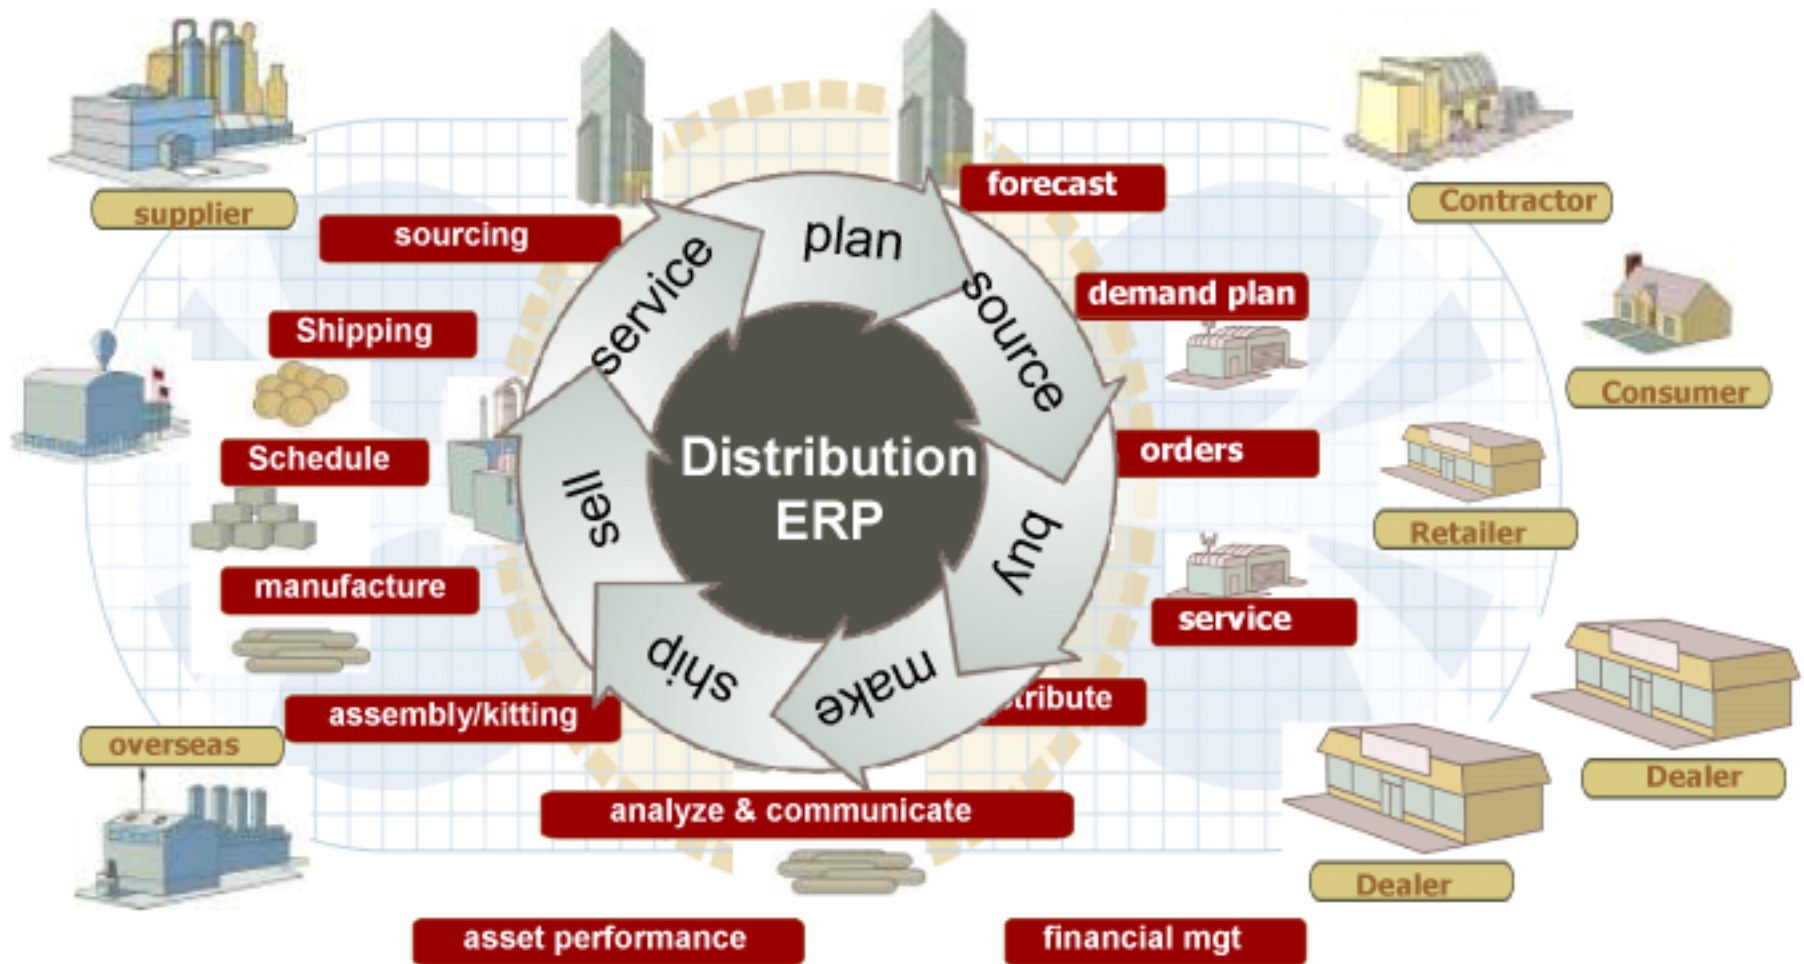 supplier
sourcing
forecast
Contractor
plan
service
source
demand plan
Shipping
Consumer
Schedule
Distribution
ERP
orders
sell
buy
Retailer
manufacture
service
ship
make
tribute
assembly/kitting
overseas
Dealer
analyze & communicate
Dealer
asset performance
financial mgt